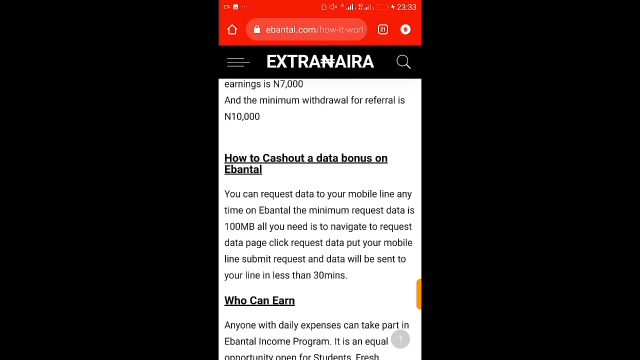 23:33
ebantal.com/how-it-worl
21
EXTRA₦AIRA
earnings is N7,000
And the minimum withdrawal for referral is
N10,000
How to Cashout a data bonus on
Ebantal
You can request data to your mobile line any
time on Ebantal the minimum request data is
100MB all you need is to navigate to request
data page click request data put your mobile
line submit request and data will be sent to
your line in less than 30mins.
Who Can Earn
Anyone with daily expenses can take part in
Ebantal Income Program. It is an equal
opportunity open for Students, Fresh